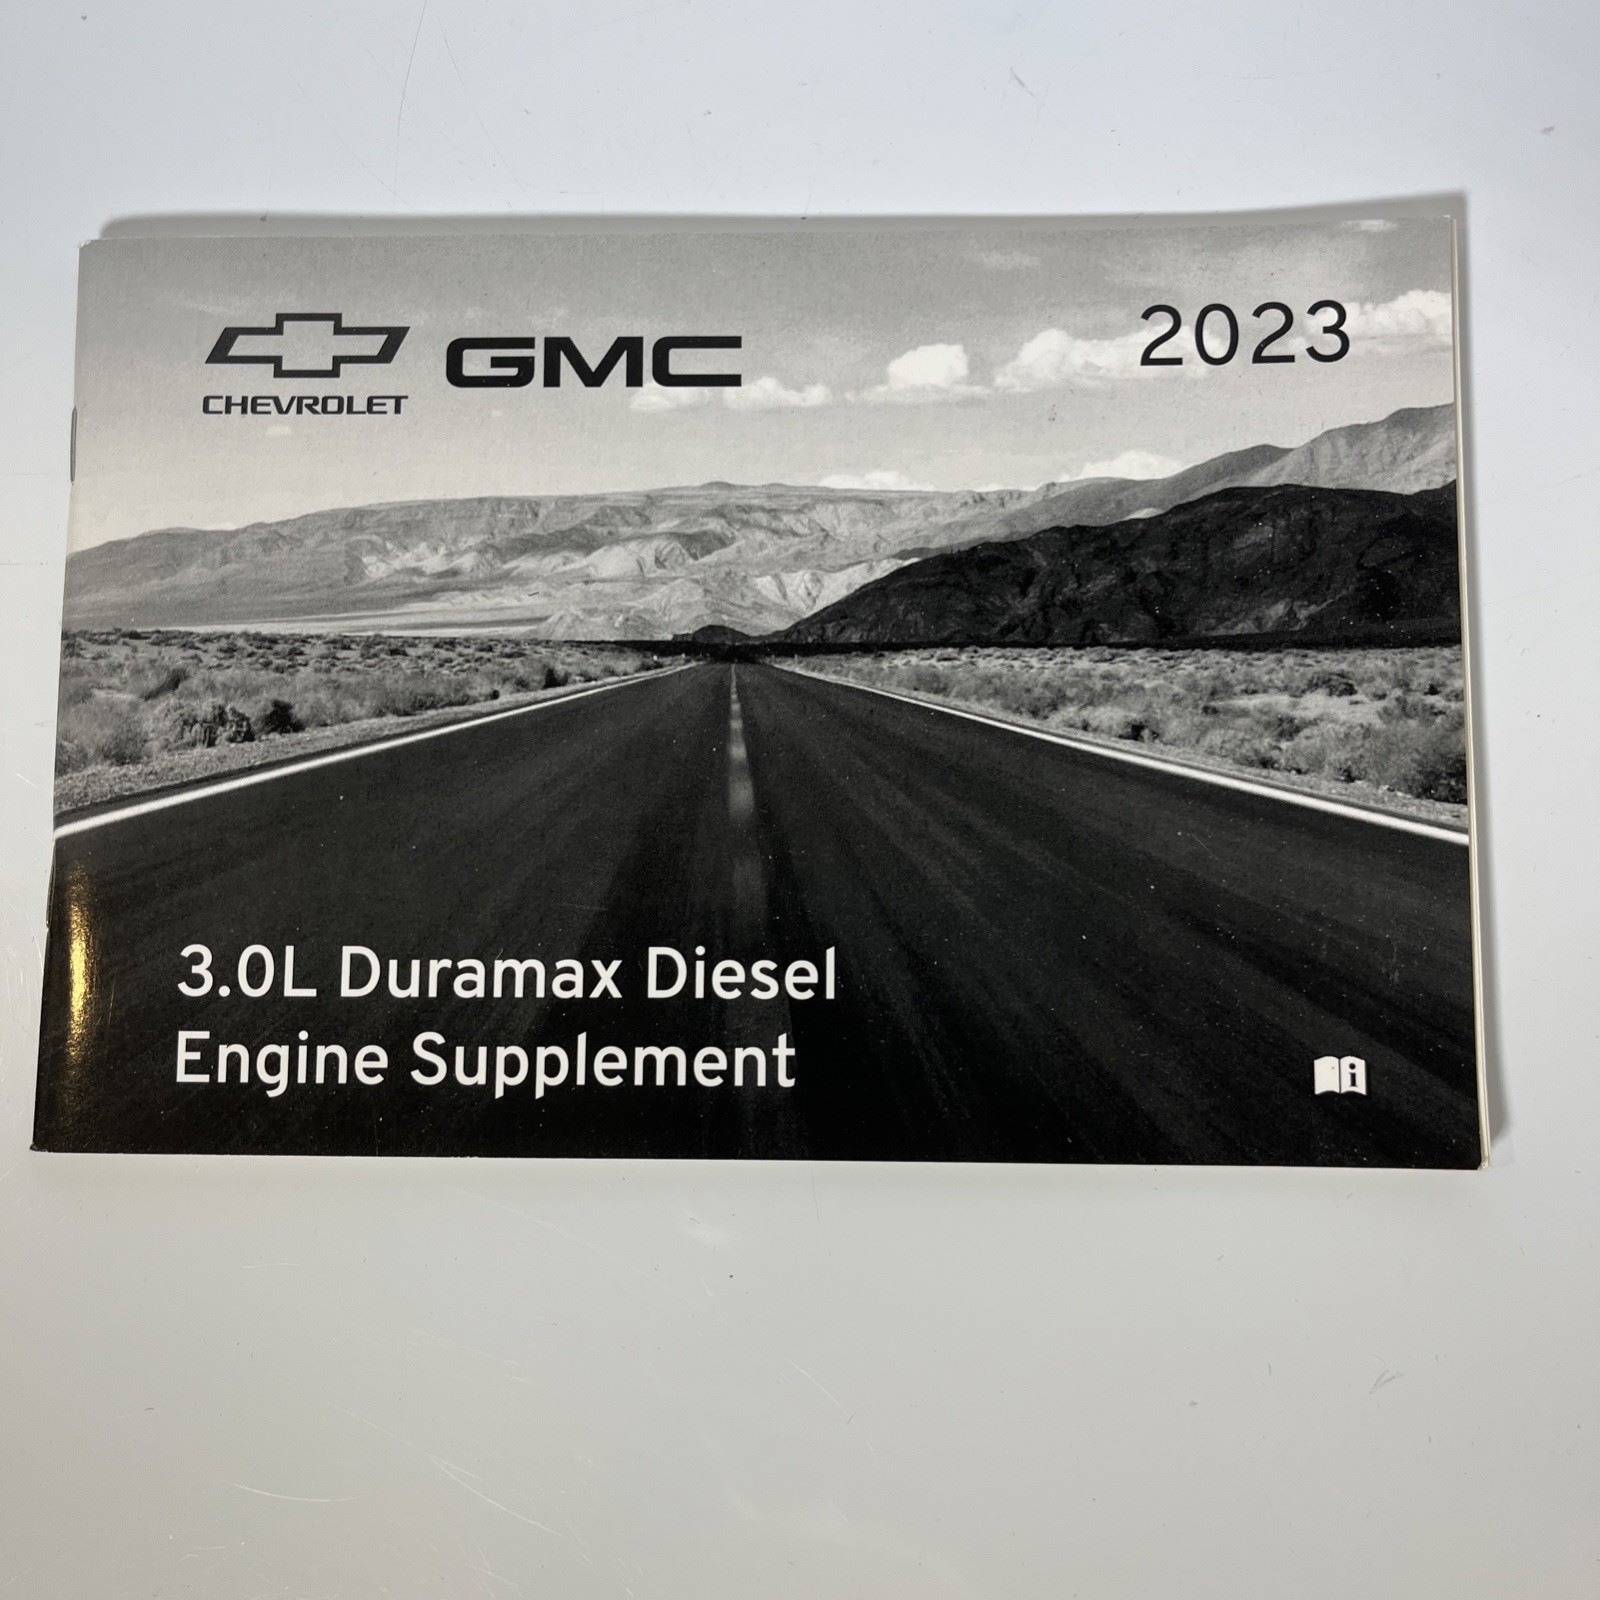 CHEVROLET
GMC
2023
3.0L Duramax Diesel
Engine Supplement
i